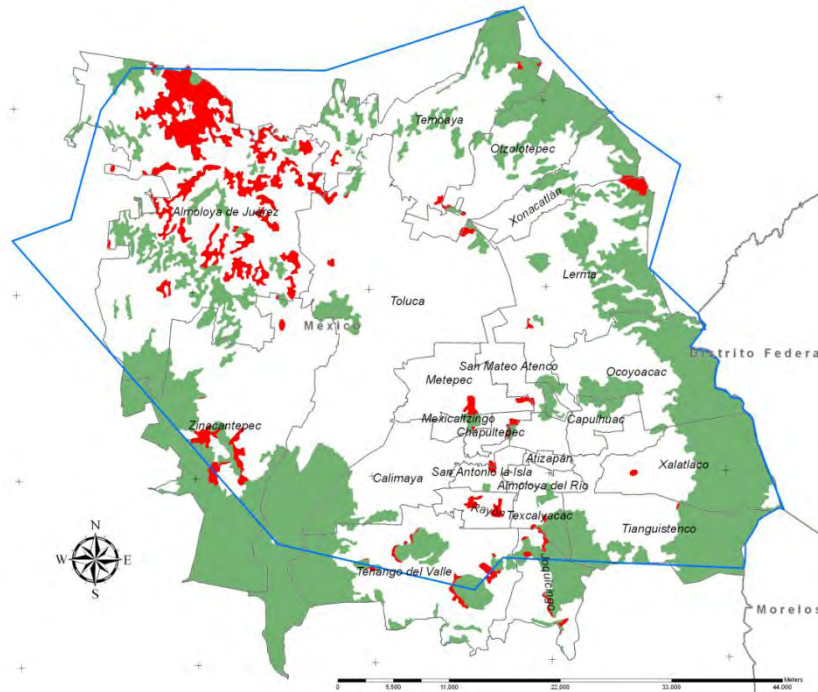 Temoaya
Otzolotepec
Xonacatlán
Almoloya de Juárez
Lerma
Toluca
México
Distrito Federa
San Mateo Atenco
Ocoyoacac
Metepec
Mexicaltzingo
Capulhuac
Zinacantepec
Chapultepec
Atizapán
Xalatlaco
San Antonio la Isla
Calimaya
Almoloya del Río
Rayón
Texcalyacac
Tianguistenco
N
W E
S
Tenango del Valle
Joquicingo
Morelos
Meters
0 5,500 11,000 22,000 33,000 44,000